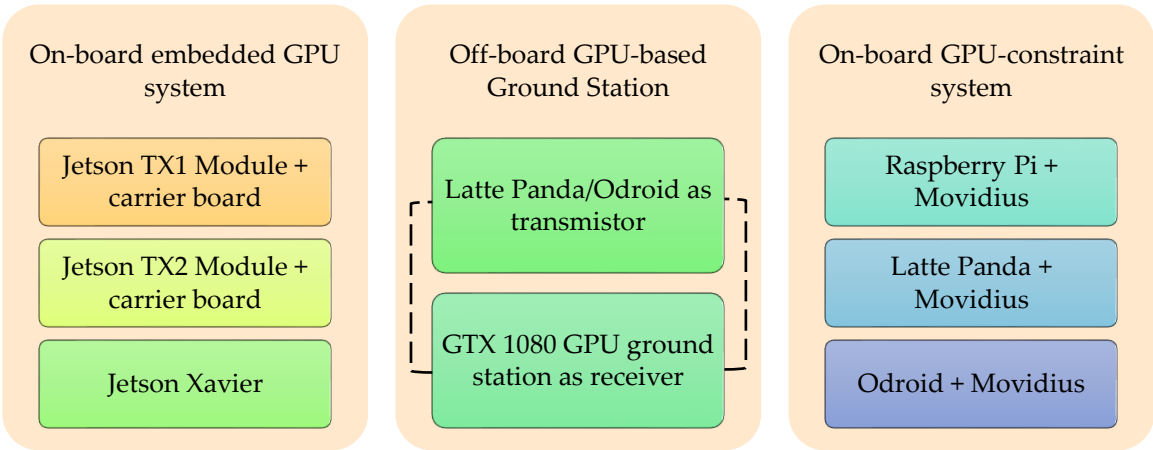 On-board embedded GPU
system
Jetson TX1 Module +
carrier board
Jetson TX2 Module +
carrier board
Jetson Xavier
Off-board GPU-based
Ground Station
Latte Panda/Odroid as
transmistor
GTX 1080 GPU ground
station as receiver
On-board GPU-constraint
system
Raspberry Pi +
Movidius
Latte Panda +
Movidius
Odroid + Movidius